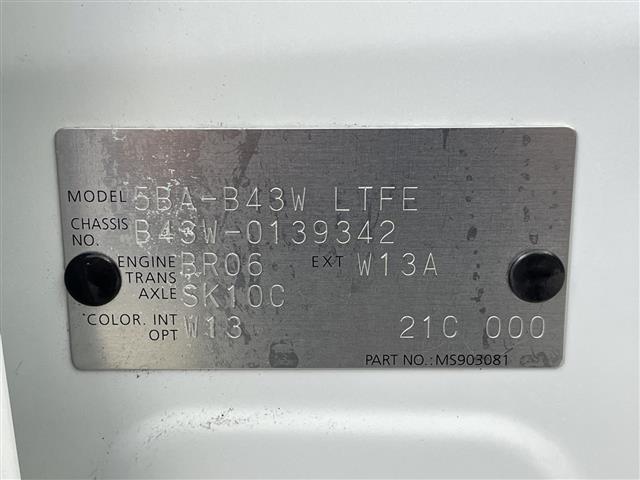 MODEL 5BA-B43W LTFE
CHASSIS NO. B43W-0139342
ENGINE BR06 EXT W13A
TRANS AXLE SK10C
*COLOR. INT OPT W13 21C 000
PART NO.:MS903081